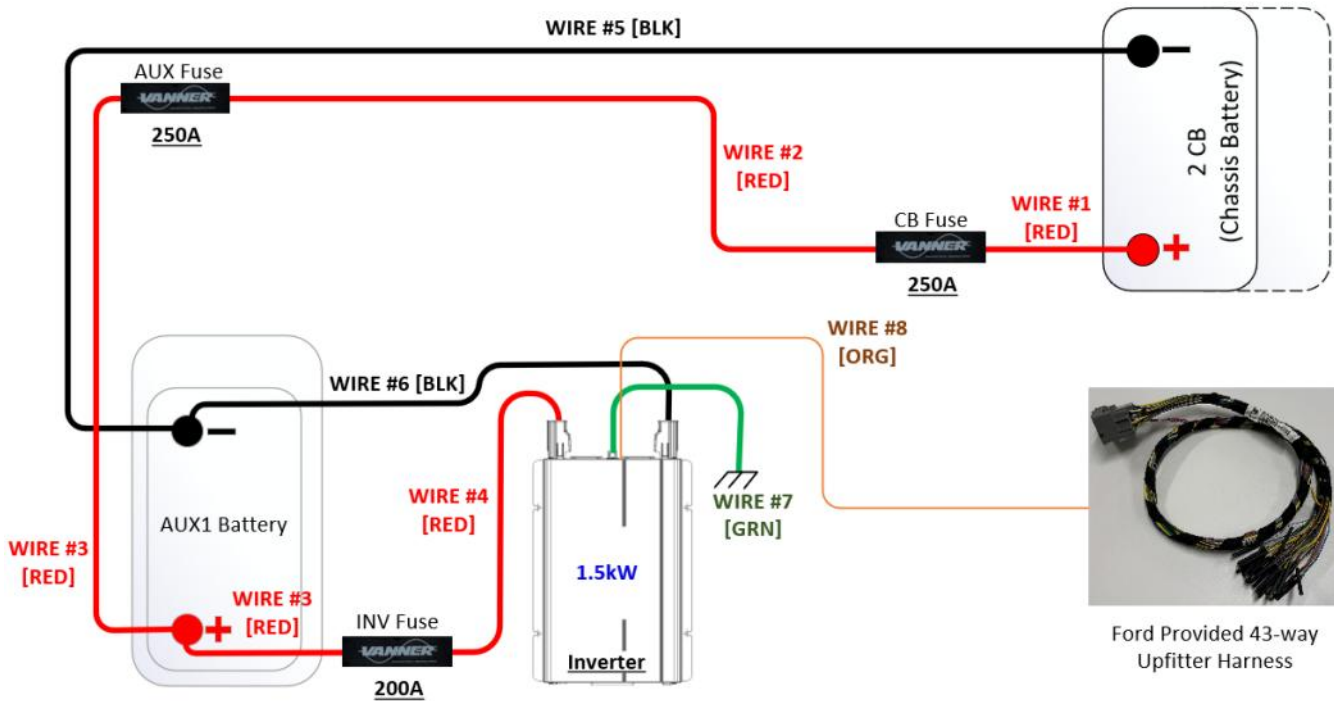 WIRE #5 [BLK]
AUX Fuse
VANNER
250A
WIRE #2
[RED]
CB Fuse
VANNER
250A
WIRE #1
[RED]
2 CB
(Chassis Battery)
WIRE #8
[ORG]
WIRE #6 [BLK]
WIRE #4
[RED]
WIRE #7
[GRN]
AUX1 Battery
WIRE #3
[RED]
WIRE #3
[RED]
INV Fuse
VANNER
200A
1.5kW
Inverter
Ford Provided 43-way
Upfitter Harness